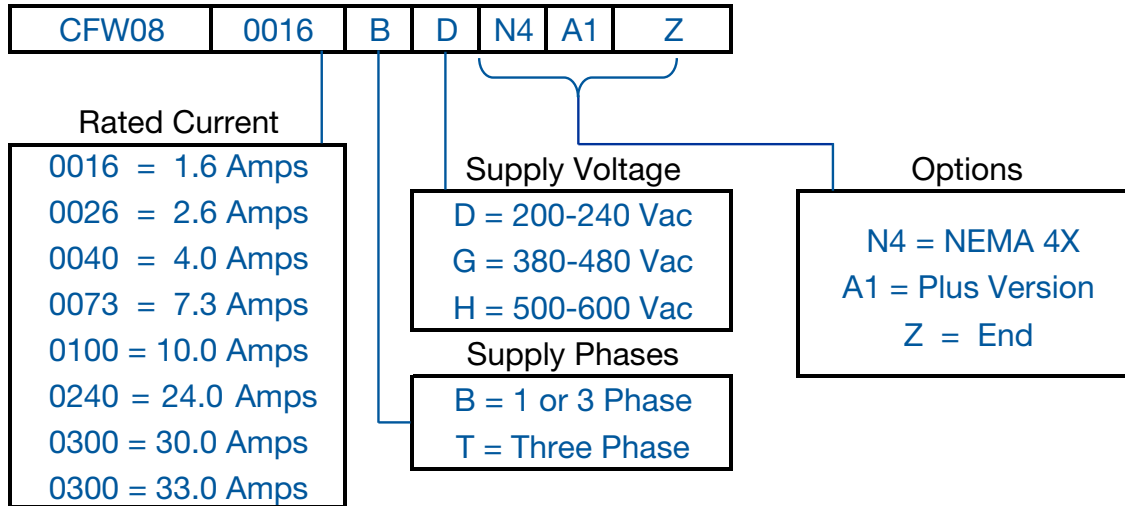 CFW08 0016 B D N4 A1 Z
Rated Current
0016 = 1.6 Amps
0026 = 2.6 Amps
0040 = 4.0 Amps
0073 = 7.3 Amps
0100 = 10.0 Amps
0240 = 24.0 Amps
0300 = 30.0 Amps
0300 = 33.0 Amps
Supply Voltage
D = 200-240 Vac
G = 380-480 Vac
H = 500-600 Vac
Supply Phases
B = 1 or 3 Phase
T = Three Phase
Options
N4 = NEMA 4X
A1 = Plus Version
Z = End